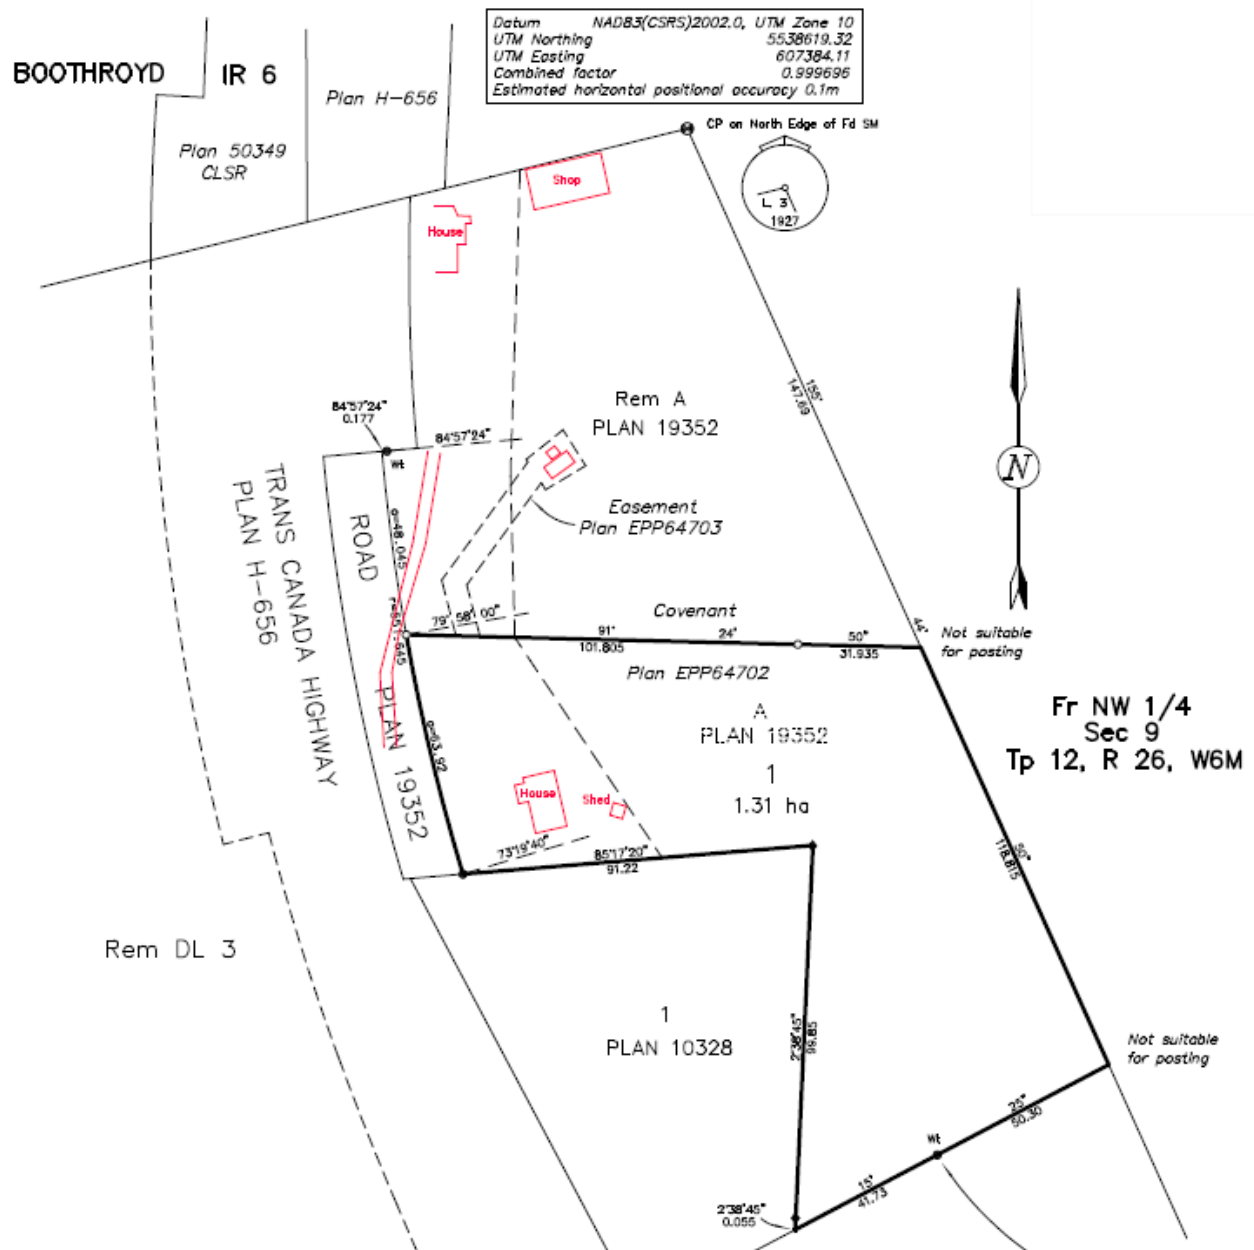 Datum NAD83(CSRS)2002.0, UTM Zone 10
UTM Northing 5538619.32
UTM Easting 607384.11
Combined factor 0.999696
Estimated horizontal positional accuracy 0.1m
BOOTHROYD IR 6
Plan H-656
Plan 50349
CLSR
CP on North Edge of Fd SM
Shop
L 3
1927
House
155°
147.69
Rem A
PLAN 19352
84°57'24"
0.177
84°57'24"
Wt
N
Easement
Plan EPP64703
TRANS CANADA HIGHWAY
PLAN H-656
ROAD
PLAN 19352
a=48.045
79° 58' 00"
Covenant
91° 24'
101.805
50"
31.935
44'
Not suitable
for posting
Plan EPP64702
A
PLAN 19352
1
1.31 ha
Fr NW 1/4
Sec 9
Tp 12, R 26, W6M
a=63.92
House
Shed
73°19'40"
85°17'20"
91.22
50"
118.815
Rem DL 3
1
PLAN 10328
2°38'45"
99.85
Not suitable
for posting
25"
50.30
Wt
15'
41.73
2°38'45"
0.055